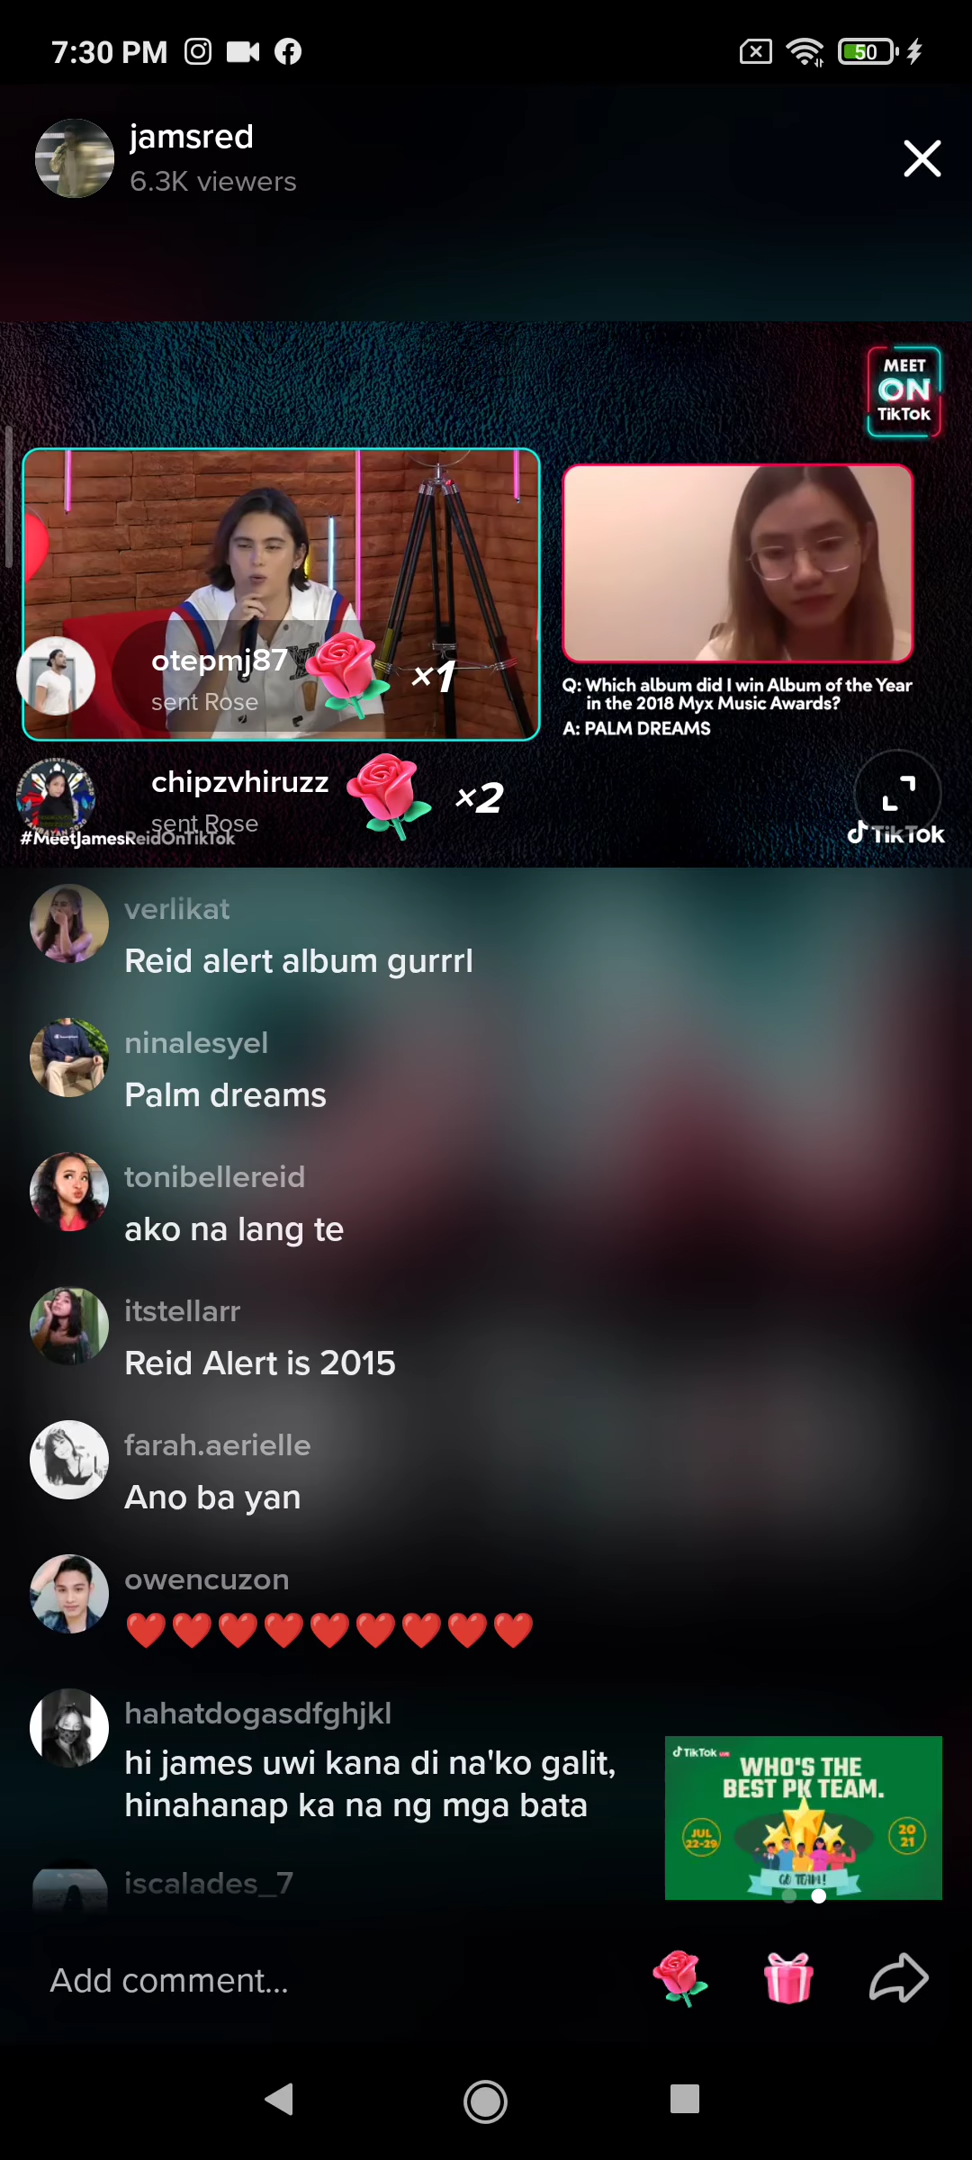 7:30 PM
50
jamsred
6.3K viewers
MEET
ON
TikTok
otepmj87
×1
sent Rose
Q: Which album did I win Album of the Year
in the 2018 Myx Music Awards?
A: PALM DREAMS
chipzvhiruzz
×2
sent Rose
#MeetJamesReidOnTikTok
TikTok
verlikat
Reid alert album gurrrl
ninalesyel
Palm dreams
tonibellereid
ako na lang te
itstellarr
Reid Alert is 2015
farah.aerielle
Ano ba yan
owencuzon
❤️❤️❤️❤️❤️❤️❤️❤️❤️
hahatdogasdfghjkl
hi james uwi kana di na'ko galit,
hinahanap ka na ng mga bata
TikTok LIVE
WHO'S THE
BEST PK TEAM.
JUL
22-29
20
21
GO TEAM!
iscalades_7
Add comment...